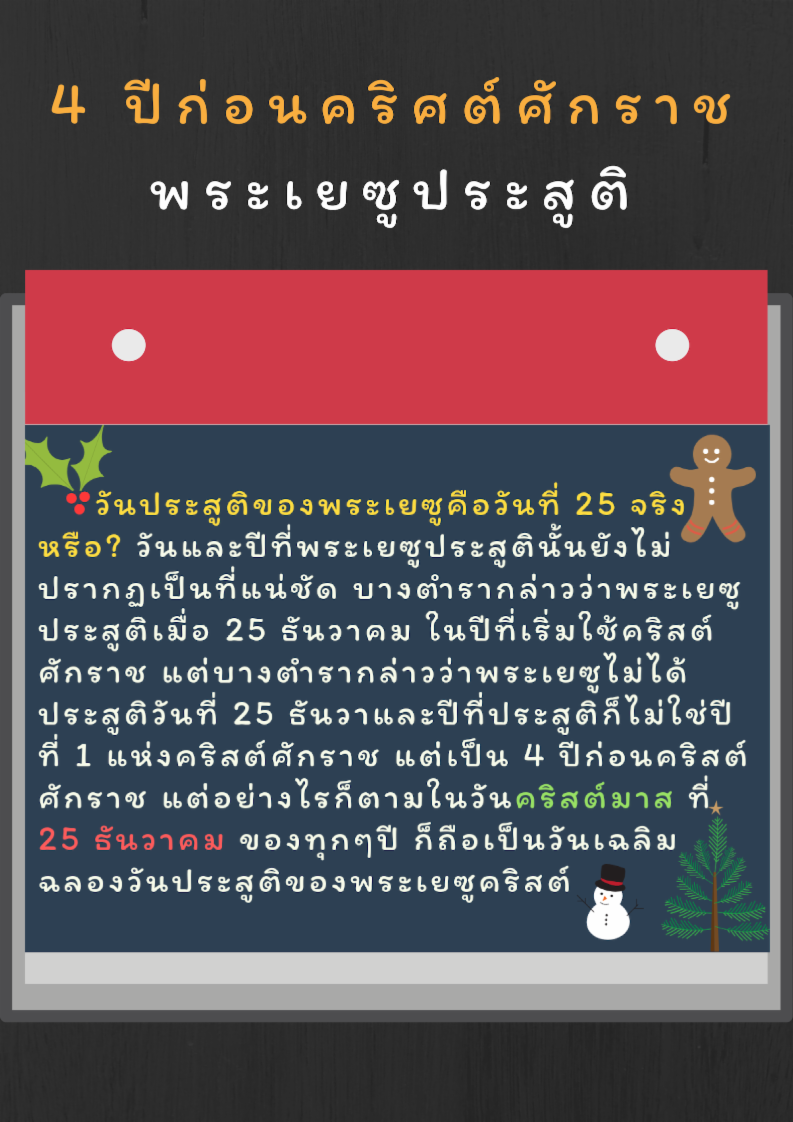 4 ปีก่อนคริศต์ศักราช
พระเยซูประสูติ
วันประสูติของพระเยซูคือวันที่ 25 จริง
หรือ? วันและปีที่พระเยซูประสูตินั้นยังไม่
ปรากฏเป็นที่แน่ชัด บางตำรากล่าวว่าพระเยซู
ประสูติเมื่อ 25 ธันวาคม ในปีที่เริ่มใช้คริสต์
ศักราช แต่บางตำรากล่าวว่าพระเยซูไม่ได้
ประสูติวันที่ 25 ธันวาและปีที่ประสูติก็ไม่ใช่ปี
ที่ 1 แห่งคริสต์ศักราช แต่เป็น 4 ปีก่อนคริสต์
ศักราช แต่อย่างไรก็ตามในวันคริสต์มาส ที่
25 ธันวาคม ของทุกๆปี ก็ถือเป็นวันเฉลิม
ฉลองวันประสูติของพระเยซูคริสต์